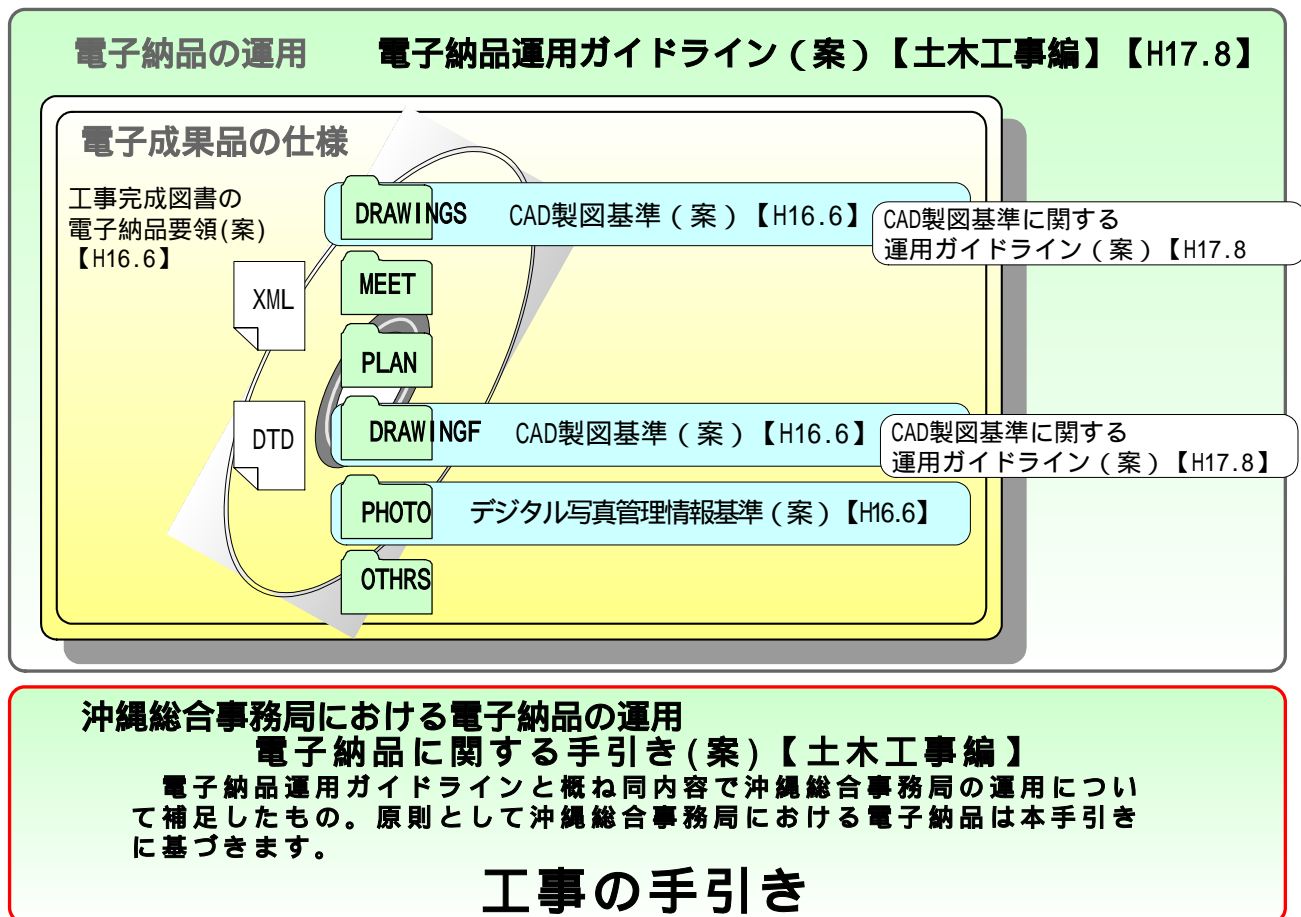 電子納品の運用　　電子納品運用ガイドライン（案）【土木工事編】【H17.8】
電子成果品の仕様
工事完成図書の
電子納品要領(案)
【H16.6】
XML
DTD
DRAWINGS　CAD製図基準（案）【H16.6】
CAD製図基準に関する
運用ガイドライン（案）【H17.8
MEET
PLAN
DRAWINGF　CAD製図基準（案）【H16.6】
CAD製図基準に関する
運用ガイドライン（案）【H17.8】
PHOTO　デジタル写真管理情報基準（案）【H16.6】
OTHRS
沖縄総合事務局における電子納品の運用
電子納品に関する手引き(案)【土木工事編】
電子納品運用ガイドラインと概ね同内容で沖縄総合事務局の運用につい
て補足したもの。原則として沖縄総合事務局における電子納品は本手引き
に基づきます。
工事の手引き